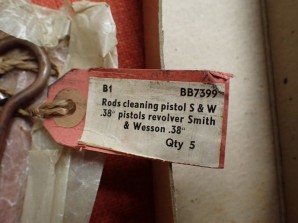 B1 BB7399
Rods cleaning pistol S & W
.38" pistols revolver Smith
& Wesson .38"
Qty 5